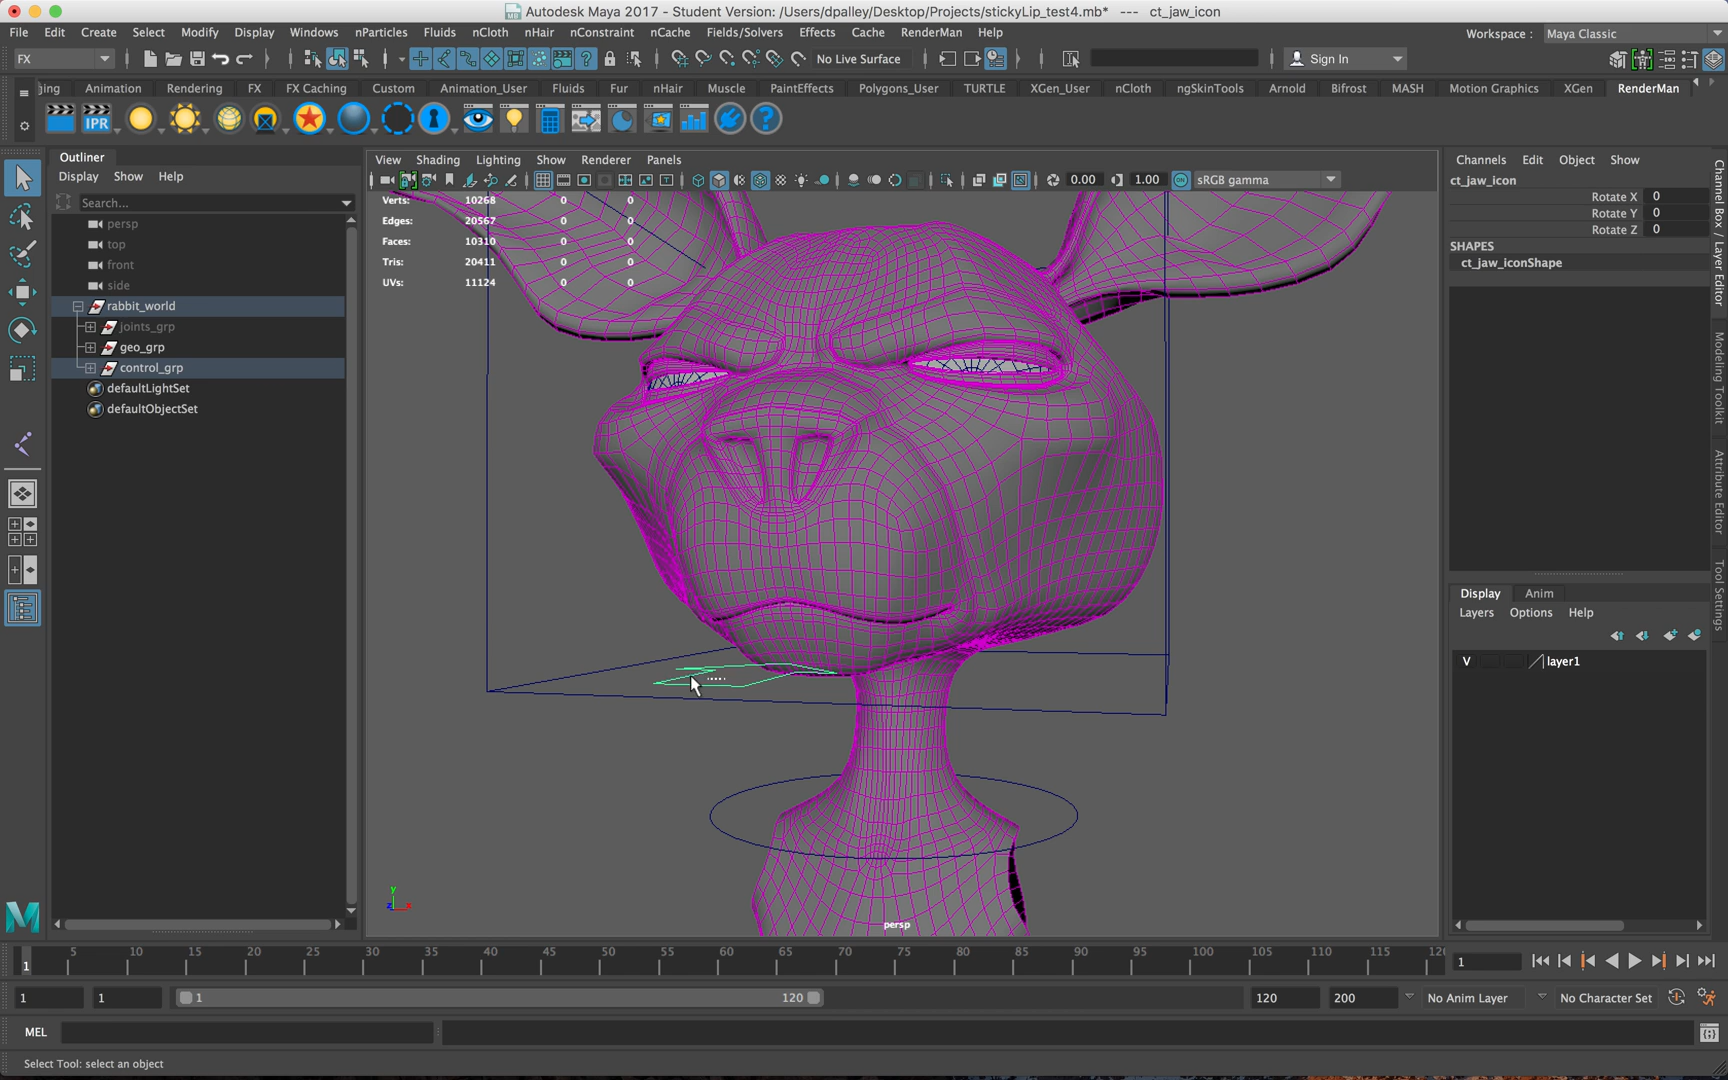 Autodesk Maya 2017 - Student Version: /Users/dpalley/Desktop/Projects/stickyLip_test4.mb*  ---  ct_jaw_icon
File Edit Create Select Modify Display Windows nParticles Fluids nCloth nHair nConstraint nCache Fields/Solvers Effects Cache RenderMan Help
Workspace : Maya Classic
FX
No Live Surface
Sign In
ging Animation Rendering FX FX Caching Custom Animation_User Fluids Fur nHair Muscle PaintEffects Polygons_User TURTLE XGen_User nCloth ngSkinTools Arnold Bifrost MASH Motion Graphics XGen RenderMan
IPR
Outliner
Display Show Help
Search...
persp
top
front
side
rabbit_world
joints_grp
geo_grp
control_grp
defaultLightSet
defaultObjectSet
View Shading Lighting Show Renderer Panels
0.00 1.00 sRGB gamma
Verts: 10268 0 0
Edges: 20567 0 0
Faces: 10310 0 0
Tris: 20411 0 0
UVs: 11124 0 0
y
z x
persp
Channels Edit Object Show
ct_jaw_icon
Rotate X 0
Rotate Y 0
Rotate Z 0
SHAPES
ct_jaw_iconShape
Display Anim
Layers Options Help
V layer1
Channel Box / Layer Editor
Modeling Toolkit
Attribute Editor
Tool Settings
5 10 15 20 25 30 35 40 45 50 55 60 65 70 75 80 85 90 95 100 105 110 115 120
1
1
1 1 1 120 120 200 No Anim Layer No Character Set
MEL
Select Tool: select an object